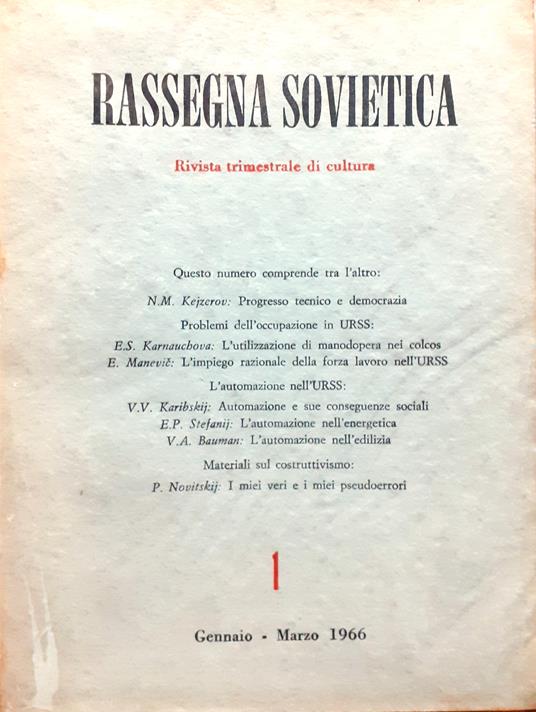 RASSEGNA SOVIETICA
Rivista trimestrale di cultura
Questo numero comprende tra l'altro:
N.M. Kejzerov: Progresso tecnico e democrazia
Problemi dell'occupazione in URSS:
E.S. Karnauchova: L'utilizzazione di manodopera nei colcos
E. Manevič: L'impiego razionale della forza lavoro nell'URSS
L'automazione nell'URSS:
V.V. Karibskij: Automazione e sue conseguenze sociali
E.P. Stefanij: L'automazione nell'energetica
V.A. Bauman: L'automazione nell'edilizia
Materiali sul costruttivismo:
P. Novitskij: I miei veri e i miei pseudoerrori
1
Gennaio - Marzo 1966